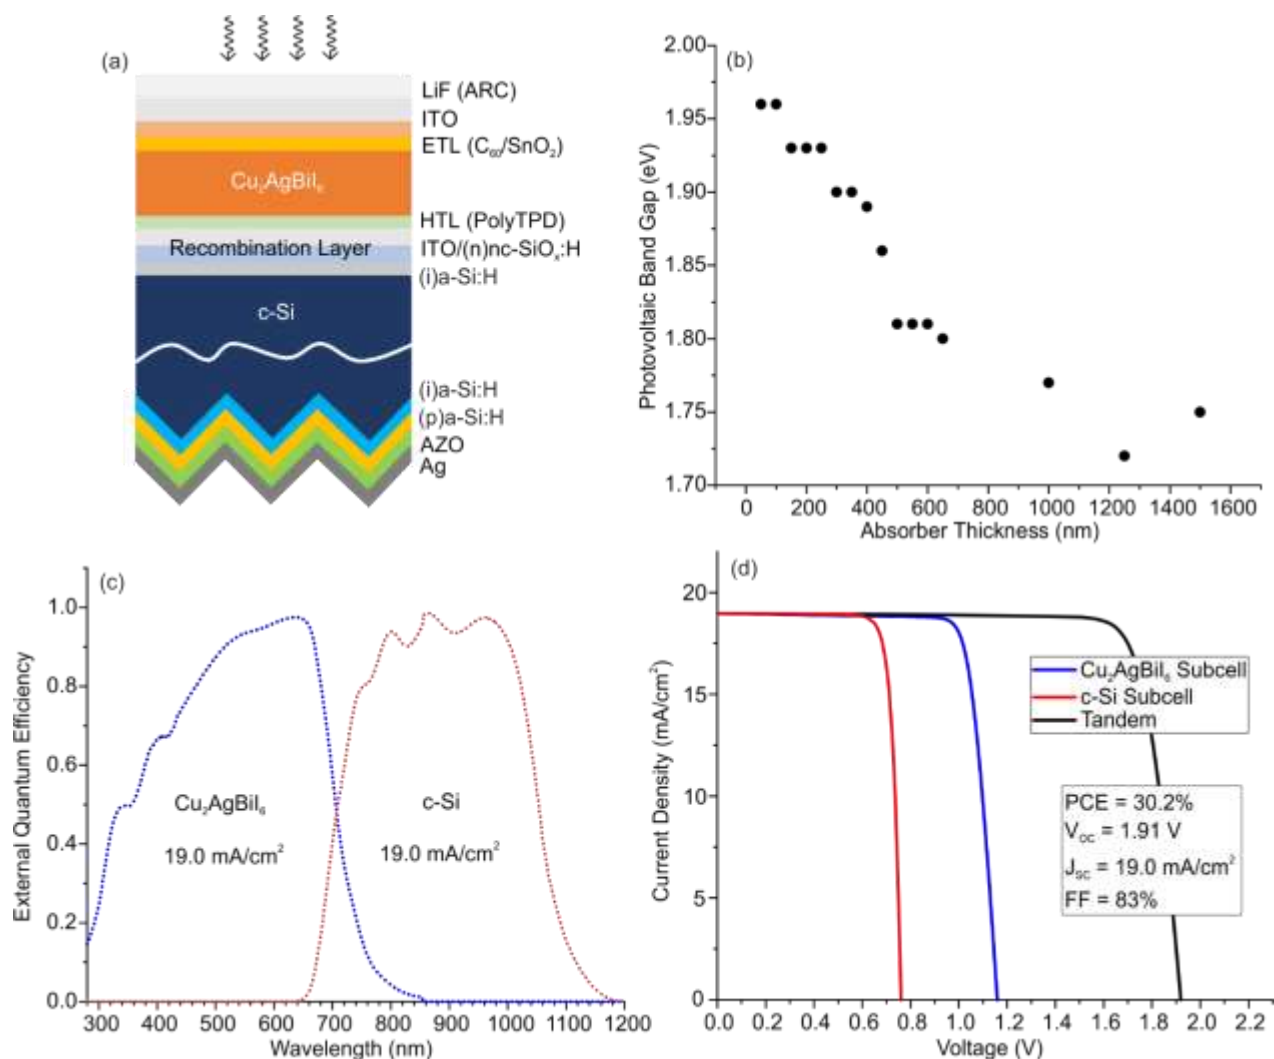 (a)
LiF (ARC)
ITO
ETL (C₆₀/SnO₂)
Cu₂AgBiI₆
HTL (PolyTPD)
Recombination Layer
ITO/(n)nc-SiOₓ:H
(i)a-Si:H
c-Si
(i)a-Si:H
(p)a-Si:H
AZO
Ag
(b)
2.00
1.95
1.90
1.85
1.80
1.75
1.70
Photovoltaic Band Gap (eV)
0 200 400 600 800 1000 1200 1400 1600
Absorber Thickness (nm)
(c)
1.0
0.8
0.6
0.4
0.2
0.0
External Quantum Efficiency
Cu₂AgBiI₆
19.0 mA/cm²
c-Si
19.0 mA/cm²
300 400 500 600 700 800 900 1000 1100 1200
Wavelength (nm)
(d)
20
15
10
5
0
Current Density (mA/cm²)
Cu₂AgBiI₆ Subcell
c-Si Subcell
Tandem
PCE = 30.2%
V_OC = 1.91 V
J_SC = 19.0 mA/cm²
FF = 83%
0.0 0.2 0.4 0.6 0.8 1.0 1.2 1.4 1.6 1.8 2.0 2.2
Voltage (V)